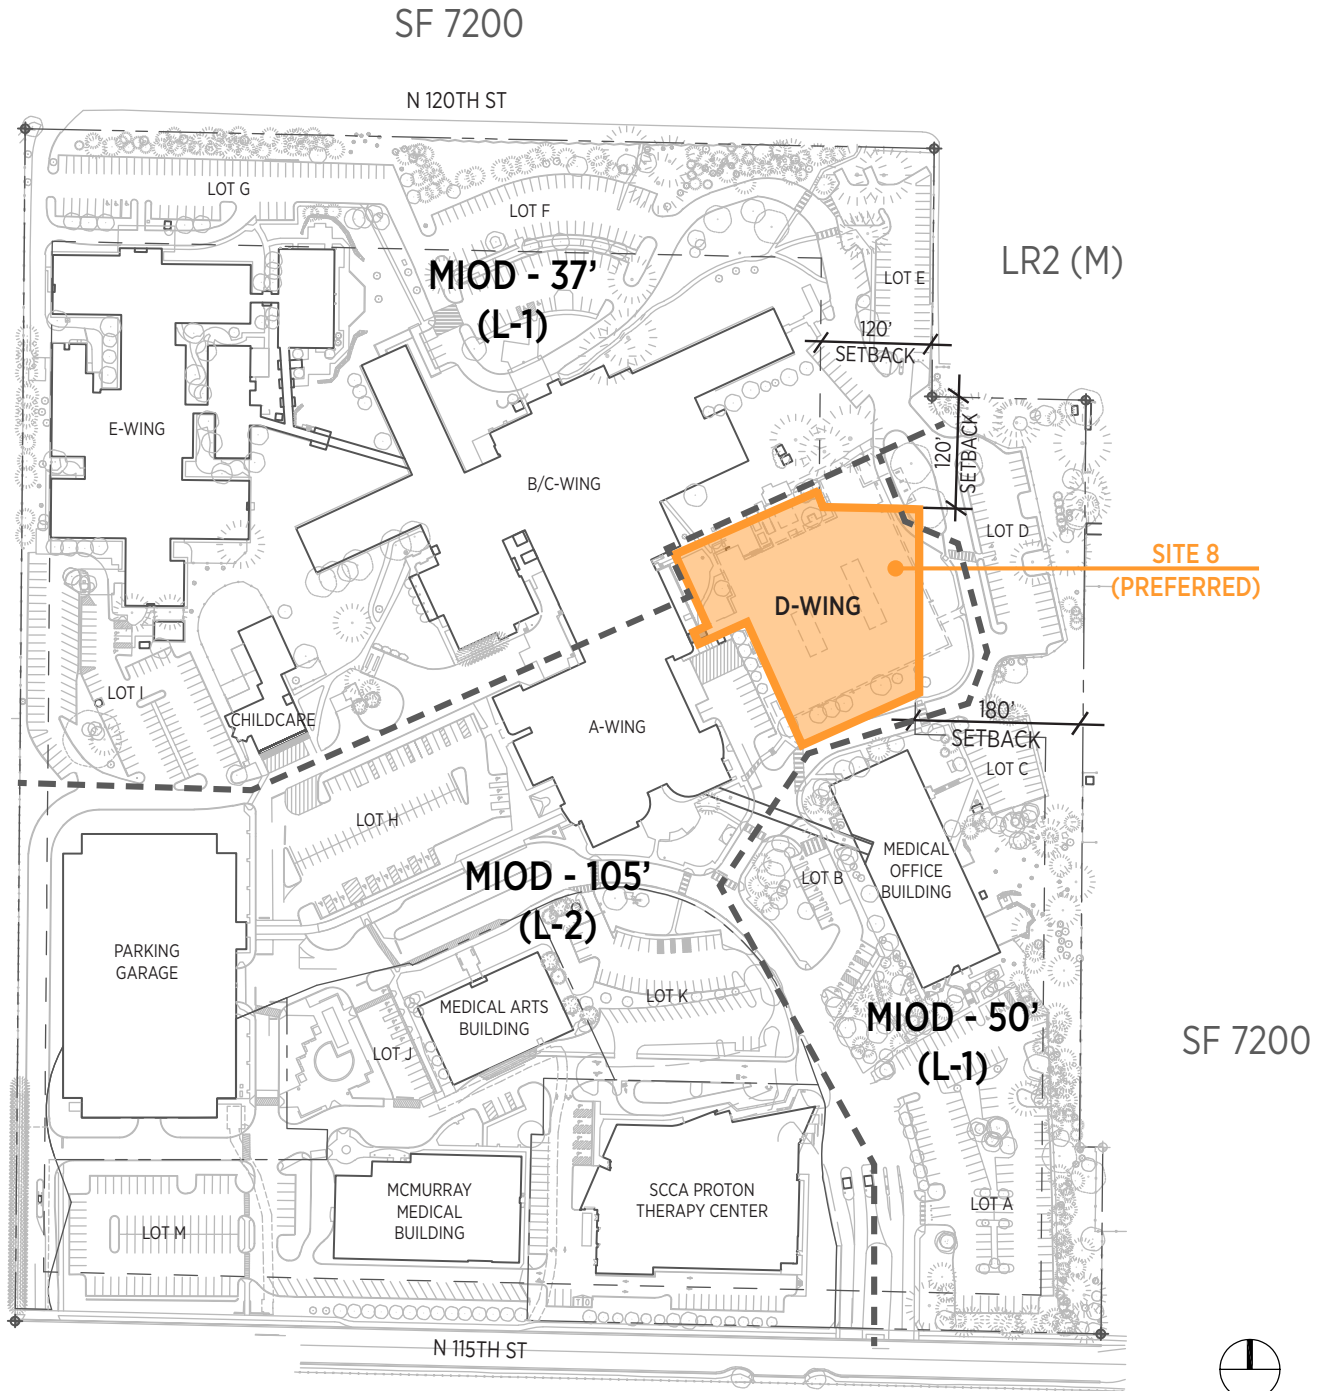 SF 7200
N 120TH ST
LOT G
LOT F
LR2 (M)
MIOD - 37'
(L-1)
LOT E
120'
SETBACK
E-WING
120'
SETBACK
B/C-WING
LOT D
SITE 8
(PREFERRED)
D-WING
LOT I
CHILDCARE
A-WING
180'
SETBACK
LOT C
LOT H
MEDICAL
OFFICE
BUILDING
MIOD - 105'
(L-2)
LOT B
PARKING
GARAGE
MEDICAL ARTS
BUILDING
LOT K
MIOD - 50'
(L-1)
SF 7200
LOT J
MCMURRAY
MEDICAL
BUILDING
SCCA PROTON
THERAPY CENTER
LOT A
LOT M
N 115TH ST